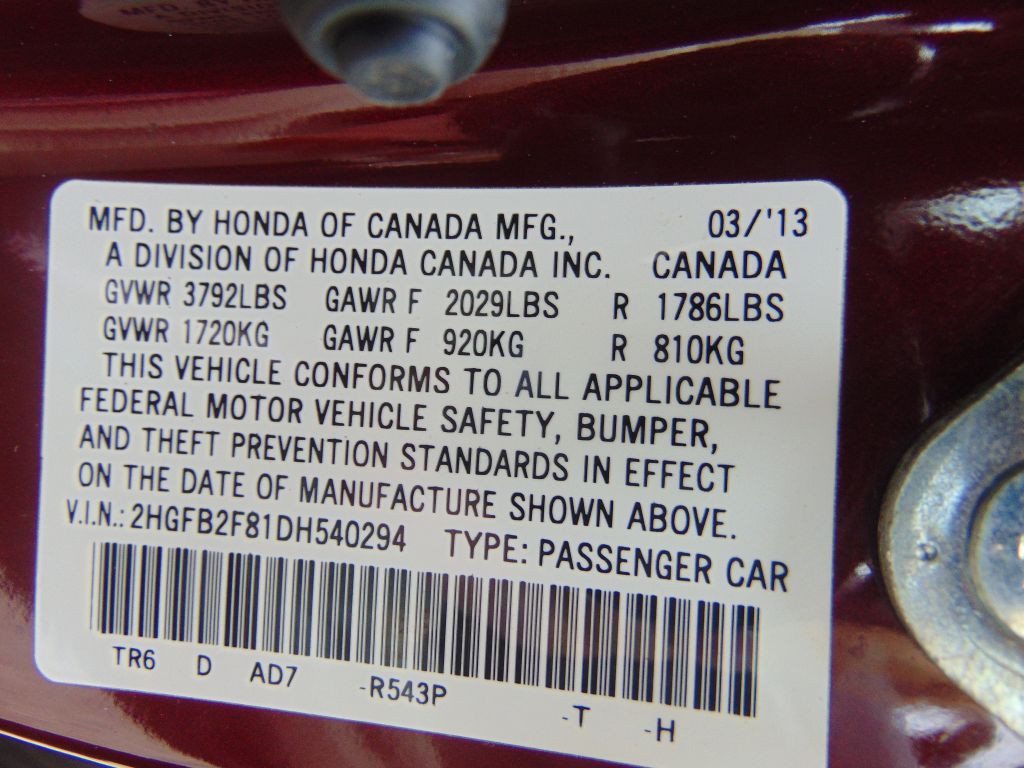 MFD. BY HONDA OF CANADA MFG., 03/'13
A DIVISION OF HONDA CANADA INC. CANADA
GVWR 3792LBS GAWR F 2029LBS R 1786LBS
GVWR 1720KG GAWR F 920KG R 810KG
THIS VEHICLE CONFORMS TO ALL APPLICABLE
FEDERAL MOTOR VEHICLE SAFETY, BUMPER,
AND THEFT PREVENTION STANDARDS IN EFFECT
ON THE DATE OF MANUFACTURE SHOWN ABOVE.
V.I.N.: 2HGFB2F81DH540294 TYPE: PASSENGER CAR
TR6 D AD7 -R543P -T -H